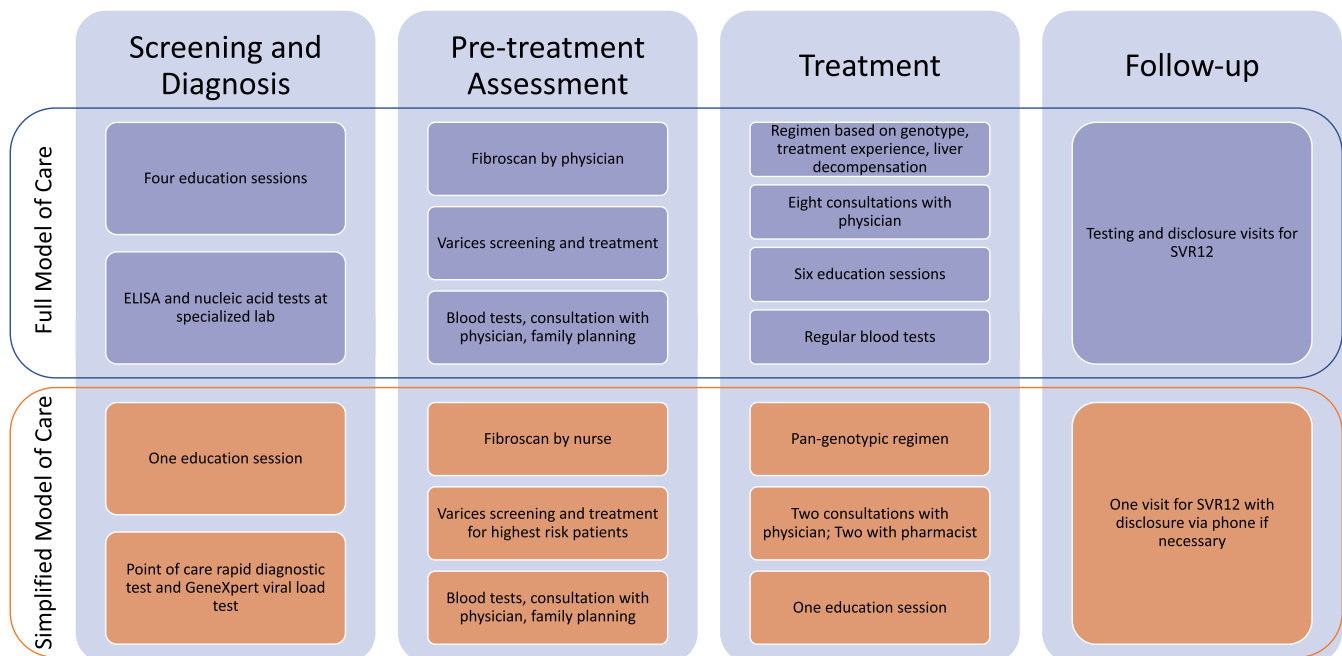 Screening and
Diagnosis
Pre-treatment
Assessment
Treatment
Follow-up
Full Model of Care
Four education sessions
ELISA and nucleic acid tests at
specialized lab
Fibroscan by physician
Varices screening and treatment
Blood tests, consultation with
physician, family planning
Regimen based on genotype,
treatment experience, liver
decompensation
Eight consultations with
physician
Six education sessions
Regular blood tests
Testing and disclosure visits for
SVR12
Simplified Model of Care
One education session
Point of care rapid diagnostic
test and GeneXpert viral load
test
Fibroscan by nurse
Varices screening and treatment
for highest risk patients
Blood tests, consultation with
physician, family planning
Pan-genotypic regimen
Two consultations with
physician; Two with pharmacist
One education session
One visit for SVR12 with
disclosure via phone if
necessary